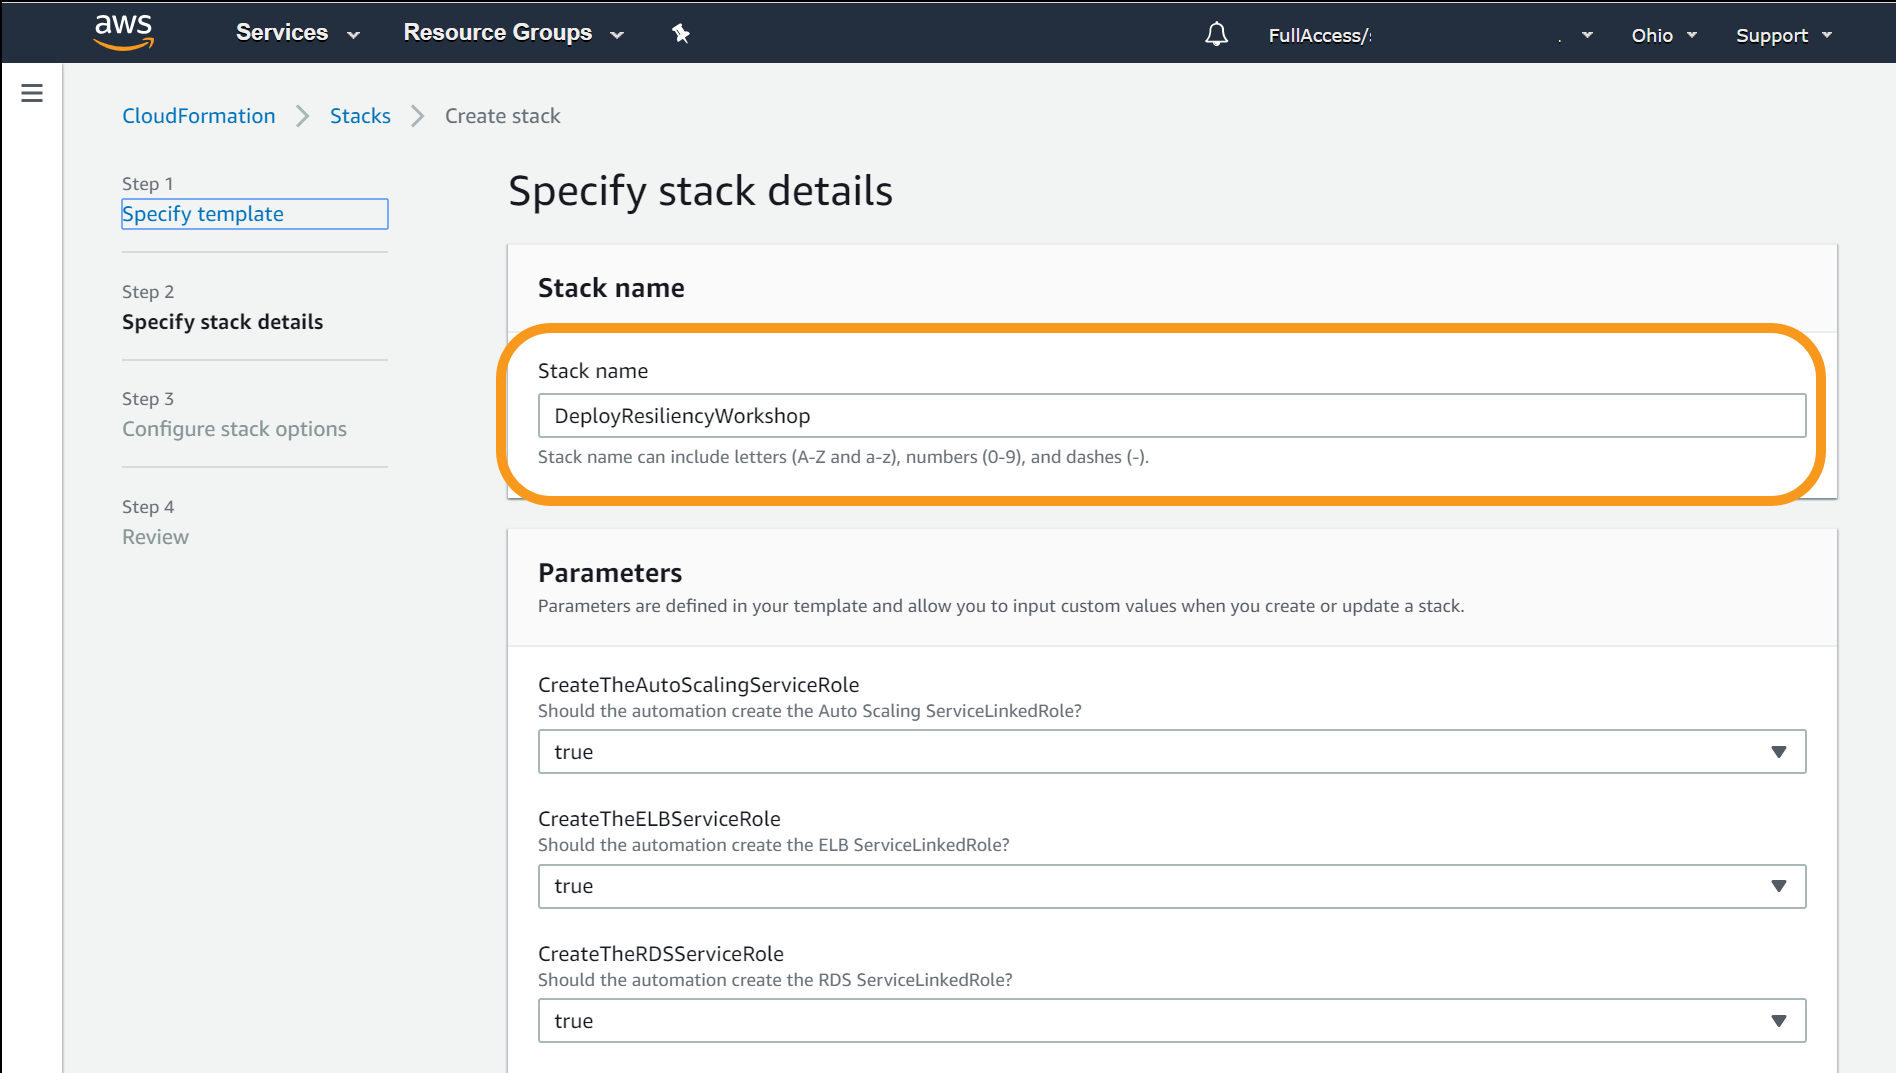 aws
Services
Resource Groups
FullAccess/
Ohio
Support
CloudFormation
Stacks
Create stack
Step 1
Specify template
Step 2
Specify stack details
Step 3
Configure stack options
Step 4
Review
Specify stack details
Stack name
Stack name
DeployResiliencyWorkshop
Stack name can include letters (A-Z and a-z), numbers (0-9), and dashes (-).
Parameters
Parameters are defined in your template and allow you to input custom values when you create or update a stack.
CreateTheAutoScalingServiceRole
Should the automation create the Auto Scaling ServiceLinkedRole?
true
CreateTheELBServiceRole
Should the automation create the ELB ServiceLinkedRole?
true
CreateTheRDSServiceRole
Should the automation create the RDS ServiceLinkedRole?
true